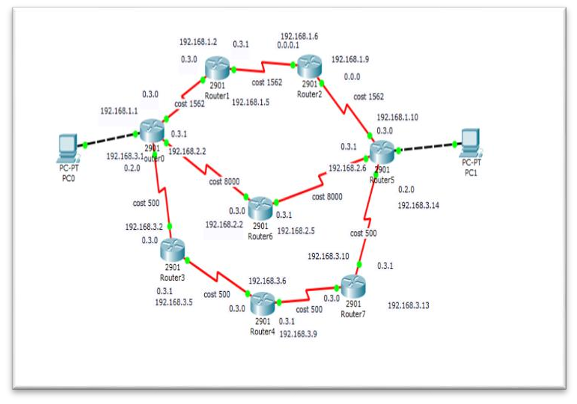 192.168.1.2
0.3.1
192.168.1.6
0.0.0.1
0.3.0
2901
Router1
cost 1562
2901
Router2
192.168.1.9
0.0.0
cost 1562
0.3.0
cost 1562
192.168.1.5
192.168.1.1
192.168.1.10
0.3.0
PC-PT
PC0
2901
0.3.1
192.168.3.1
192.168.2.2
0.2.0
0.3.1
192.168.2.6
2901
Router5
PC-PT
PC1
cost 8000
cost 8000
0.2.0
192.168.3.14
cost 500
0.3.0
0.3.1
192.168.2.2
2901
Router6
192.168.2.5
192.168.3.2
0.3.0
cost 500
2901
Router3
192.168.3.10
0.3.1
0.3.1
192.168.3.5
cost 500
192.168.3.6
0.3.0
2901
Router4
0.3.1
192.168.3.9
cost 500
0.3.0
2901
Router7
192.168.3.13